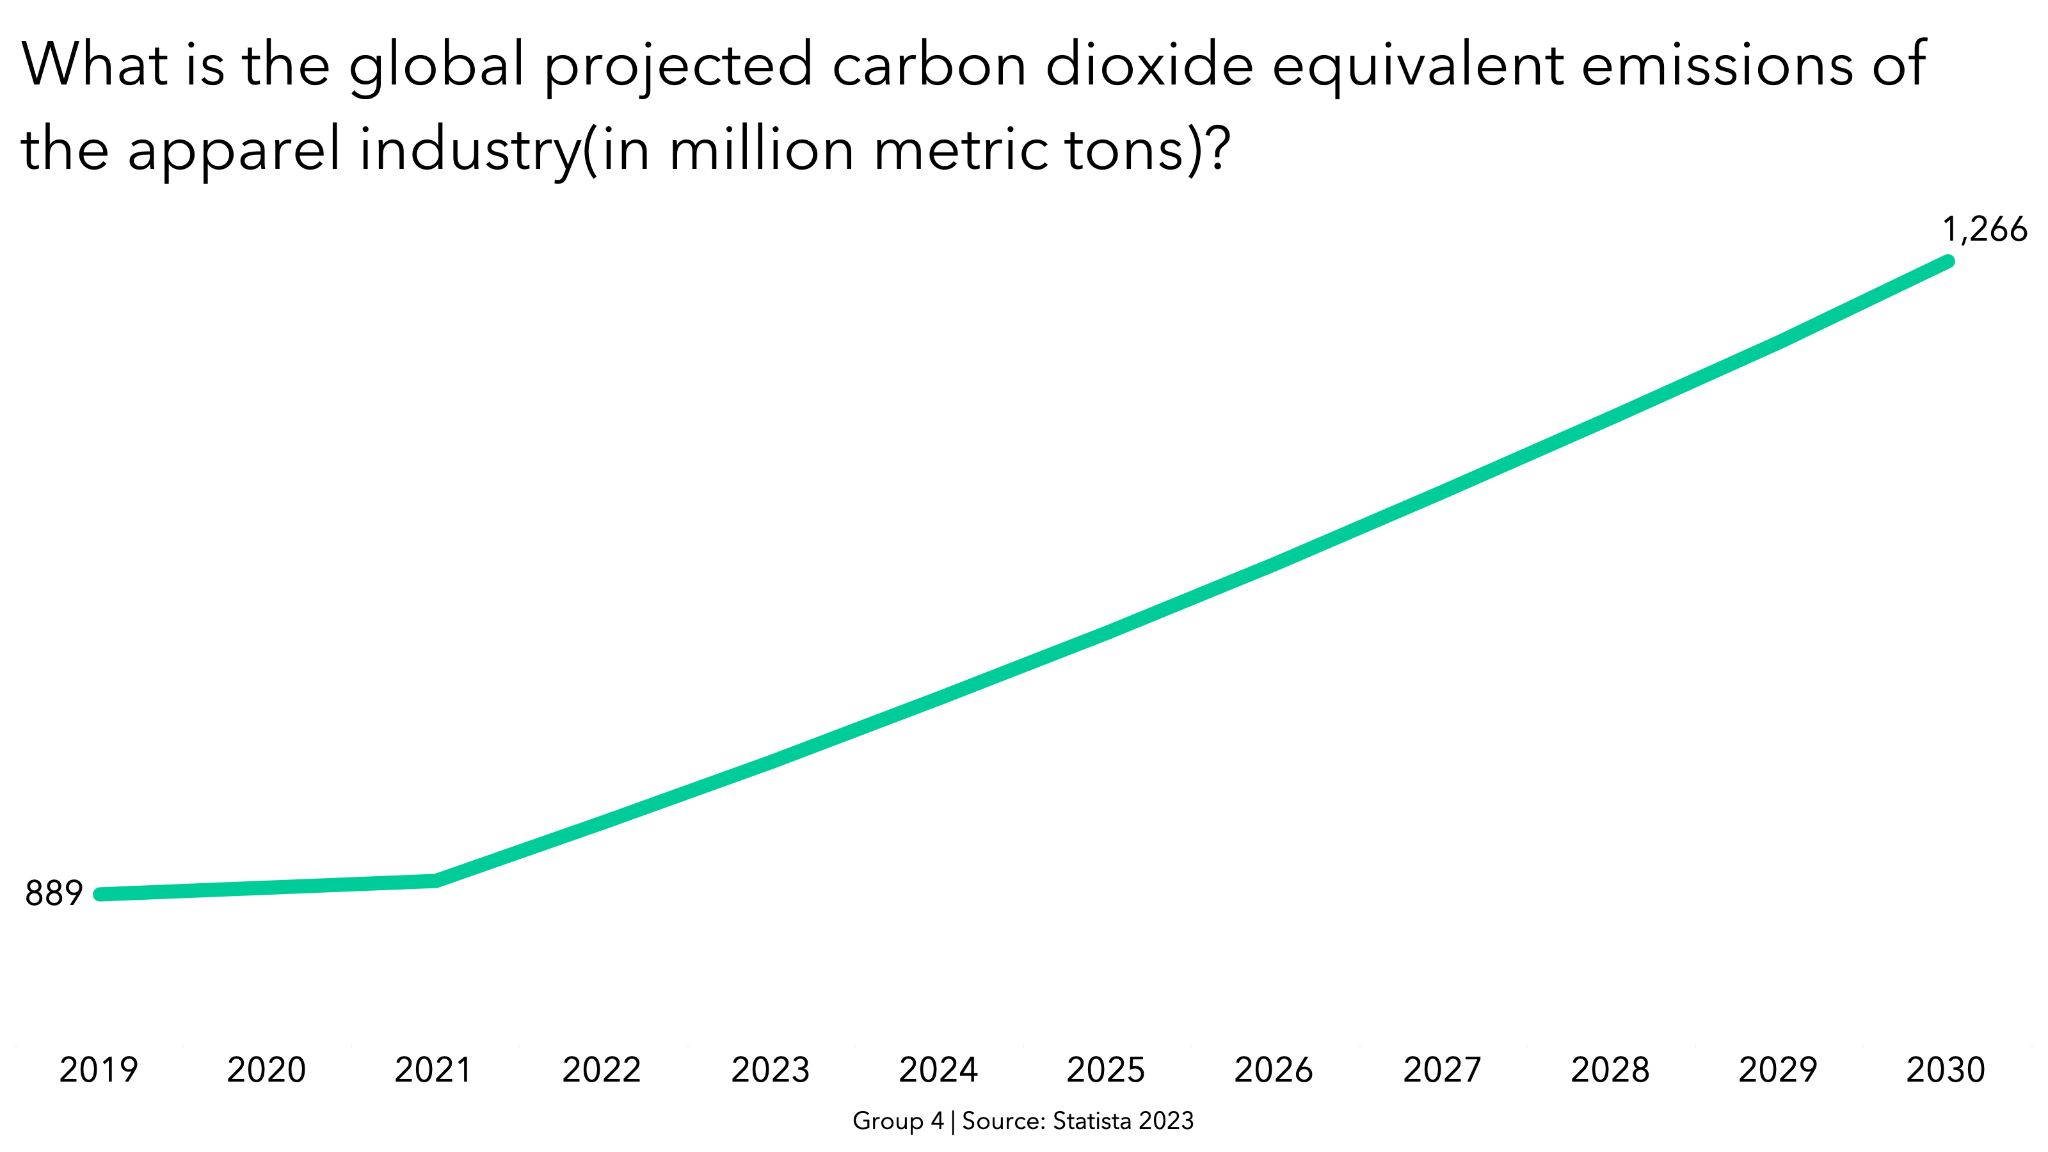 What is the global projected carbon dioxide equivalent emissions of
the apparel industry(in million metric tons)?
1,266
889
2019 2020 2021 2022 2023 2024 2025 2026 2027 2028 2029 2030
Group 4 | Source: Statista 2023